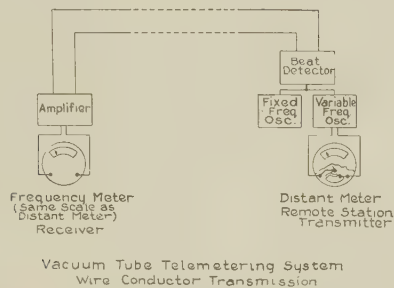 Beat
Detector
Amplifier
Fixed
Freq
Osc.
Variable
Freq
Osc.
Frequency Meter
(Same Scale as
Distant Meter)
Receiver
Distant Meter
Remote Station
Transmitter
Vacuum Tube Telemetering System
Wire Conductor Transmission